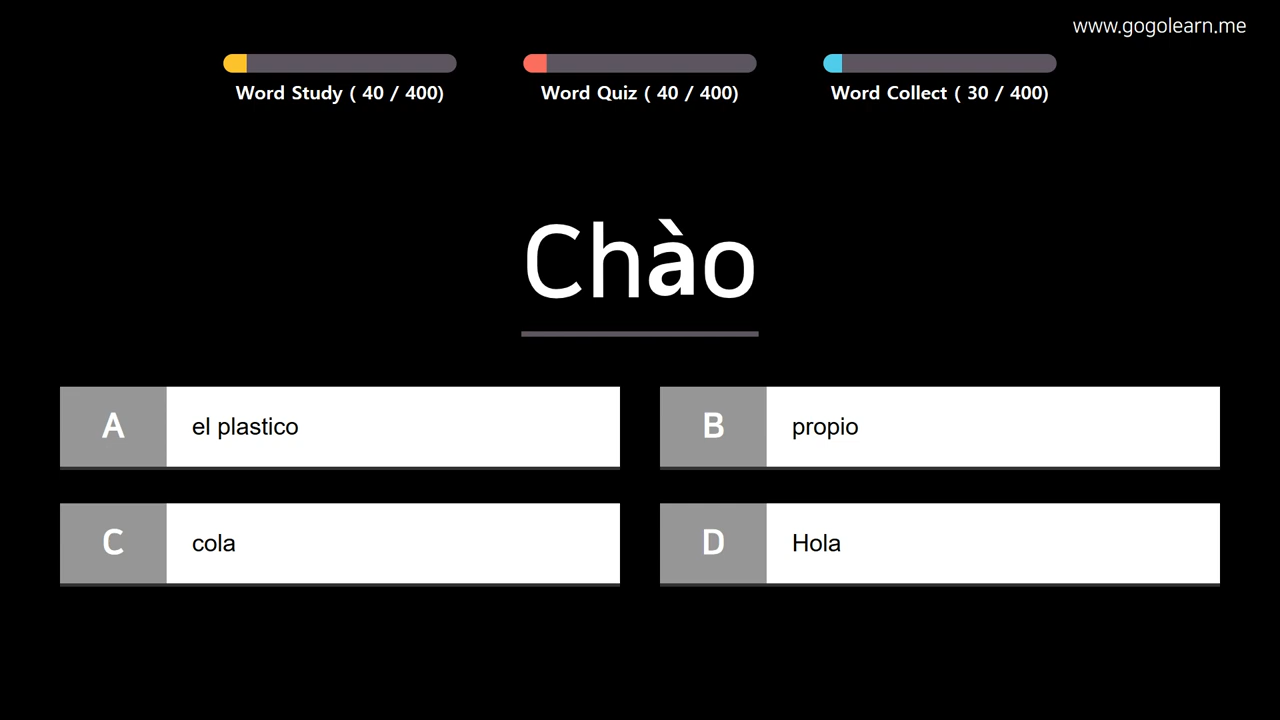 www.gogolearn.me
Word Study ( 40 / 400)
Word Quiz ( 40 / 400)
Word Collect ( 30 / 400)
Chào
A
el plastico
B
propio
C
cola
D
Hola